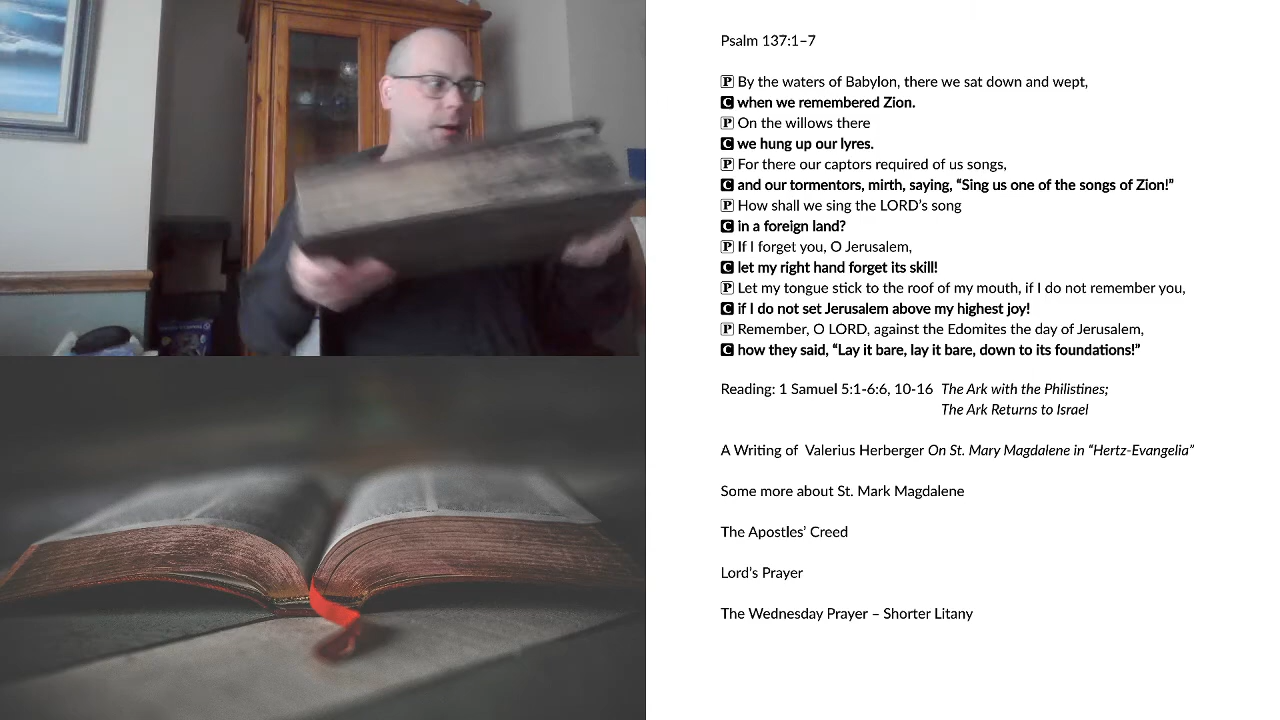 Psalm 137:1–7
P By the waters of Babylon, there we sat down and wept,
C when we remembered Zion.
P On the willows there
C we hung up our lyres.
P For there our captors required of us songs,
C and our tormentors, mirth, saying, “Sing us one of the songs of Zion!”
P How shall we sing the LORD’s song
C in a foreign land?
P If I forget you, O Jerusalem,
C let my right hand forget its skill!
P Let my tongue stick to the roof of my mouth, if I do not remember you,
C if I do not set Jerusalem above my highest joy!
P Remember, O LORD, against the Edomites the day of Jerusalem,
C how they said, “Lay it bare, lay it bare, down to its foundations!”
Reading: 1 Samuel 5:1-6:6, 10-16 The Ark with the Philistines;
The Ark Returns to Israel
A Writing of Valerius Herberger On St. Mary Magdalene in “Hertz-Evangelia”
Some more about St. Mark Magdalene
The Apostles’ Creed
Lord’s Prayer
The Wednesday Prayer – Shorter Litany